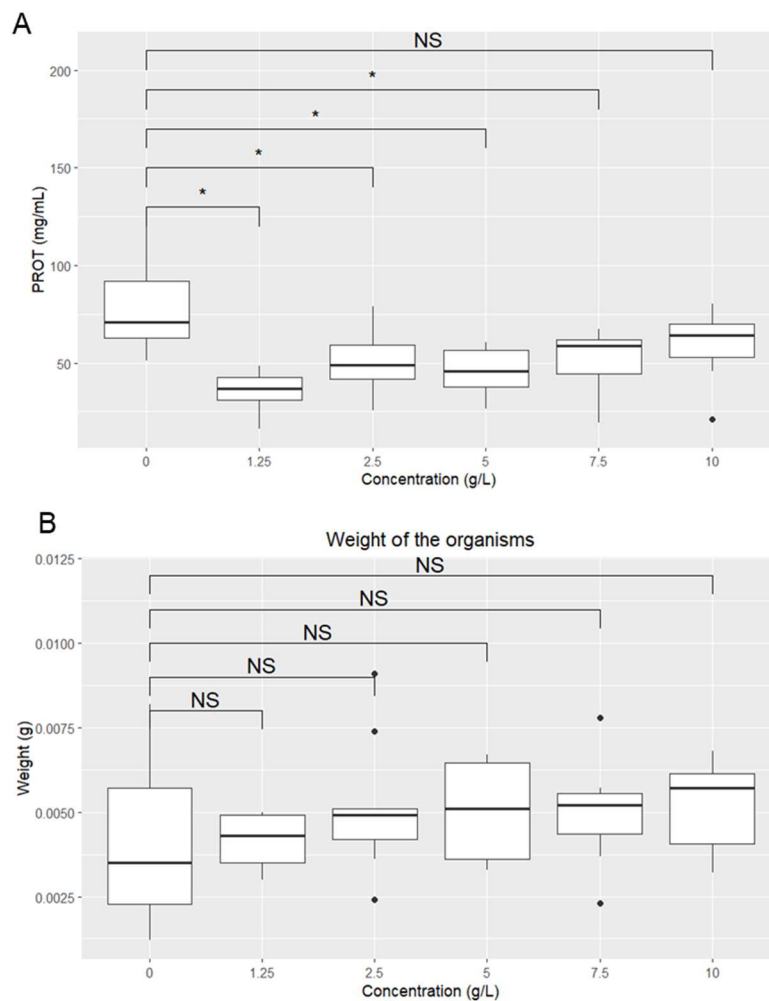 A
NS
200
*
*
*
150
*
PROT (mg/mL)
100
50
0 1.25 2.5 5 7.5 10
Concentration (g/L)
B
Weight of the organisms
0.0125
NS
NS
0.0100
NS
NS
NS
0.0075
Weight (g)
0.0050
0.0025
0 1.25 2.5 5 7.5 10
Concentration (g/L)